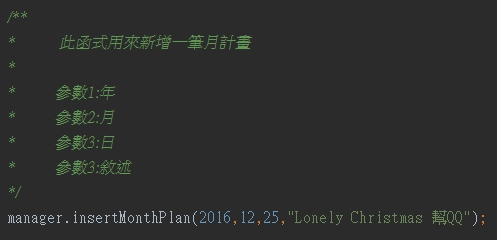 /**
* 此函式用來新增一筆月計畫
*
* 參數1:年
* 參數2:月
* 參數3:日
* 參數3:敘述
*/
manager.insertMonthPlan(2016,12,25,"Lonely Christmas 幫QQ");